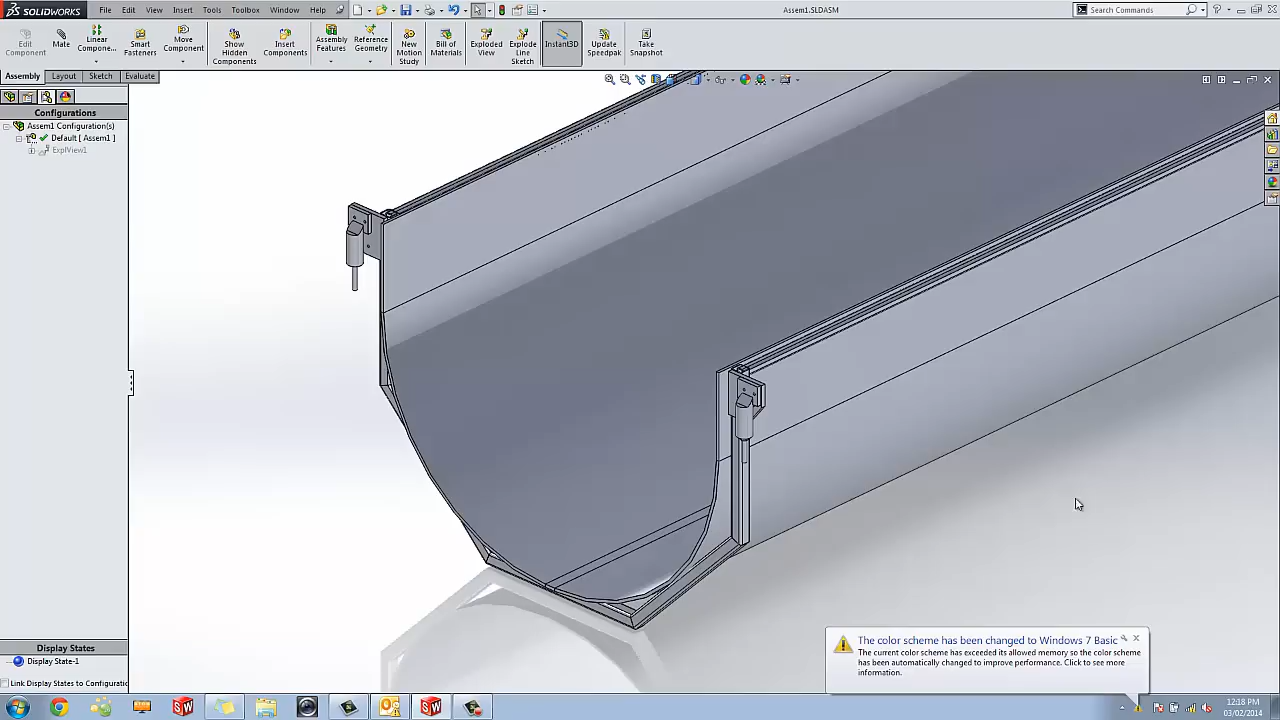 SOLIDWORKS
File Edit View Insert Tools Toolbox Window Help
Assem1.SLDASM
Search Commands
Edit Component
Mate
Linear Compone...
Smart Fasteners
Move Component
Show Hidden Components
Insert Components
Assembly Features
Reference Geometry
New Motion Study
Bill of Materials
Exploded View
Explode Line Sketch
Instant3D
Update Speedpak
Take Snapshot
Assembly Layout Sketch Evaluate
Configurations
Assem1 Configuration(s)
Default [ Assem1 ]
ExplView1
Display States
Display State-1
Link Display States to Configuratic
The color scheme has been changed to Windows 7 Basic
The current color scheme has exceeded its allowed memory so the color scheme
has been automatically changed to improve performance. Click to see more
information.
12:18 PM
03/02/2014